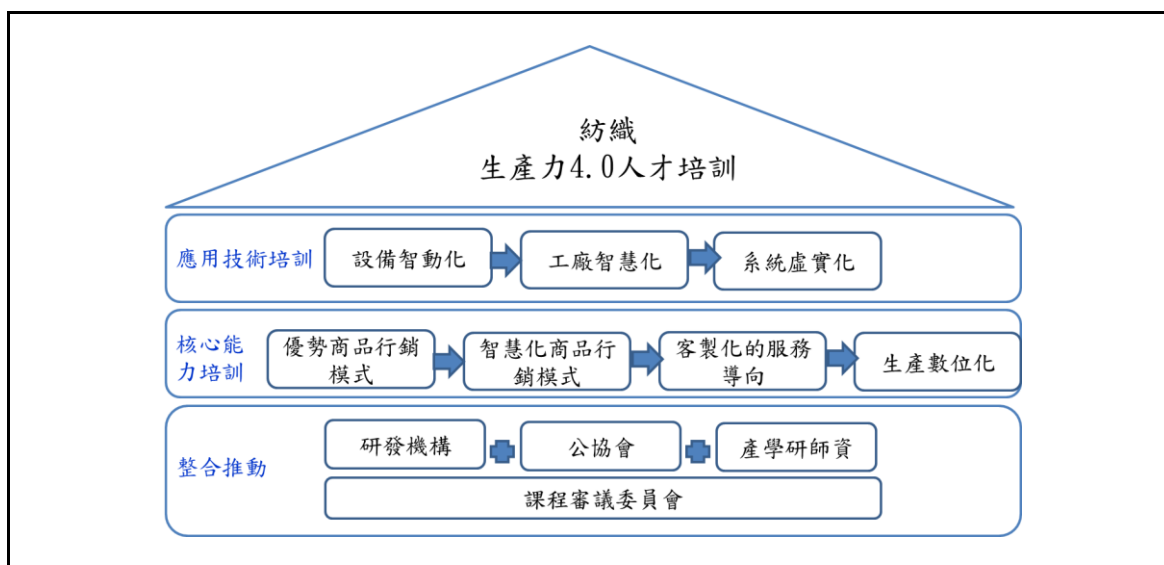 紡織
生產力4.0人才培訓
應用技術培訓
設備智動化
工廠智慧化
系統虛實化
核心能
力培訓
優勢商品行銷
模式
智慧化商品行
銷模式
客製化的服務
導向
生產數位化
整合推動
研發機構
公協會
產學研師資
課程審議委員會